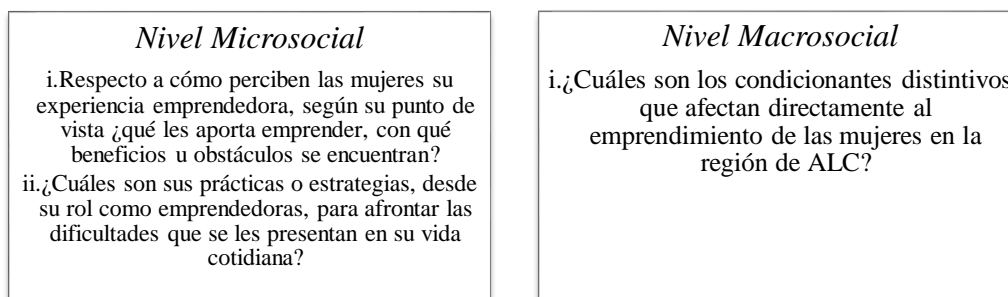 Nivel Microsocial
i.Respecto a cómo perciben las mujeres su
experiencia emprendedora, según su punto de
vista ¿qué les aporta emprender, con qué
beneficios u obstáculos se encuentran?
ii.¿Cuáles son sus prácticas o estrategias, desde
su rol como emprendedoras, para afrontar las
dificultades que se les presentan en su vida
cotidiana?
Nivel Macrosocial
i.¿Cuáles son los condicionantes distintivos
que afectan directamente al
emprendimiento de las mujeres en la
región de ALC?